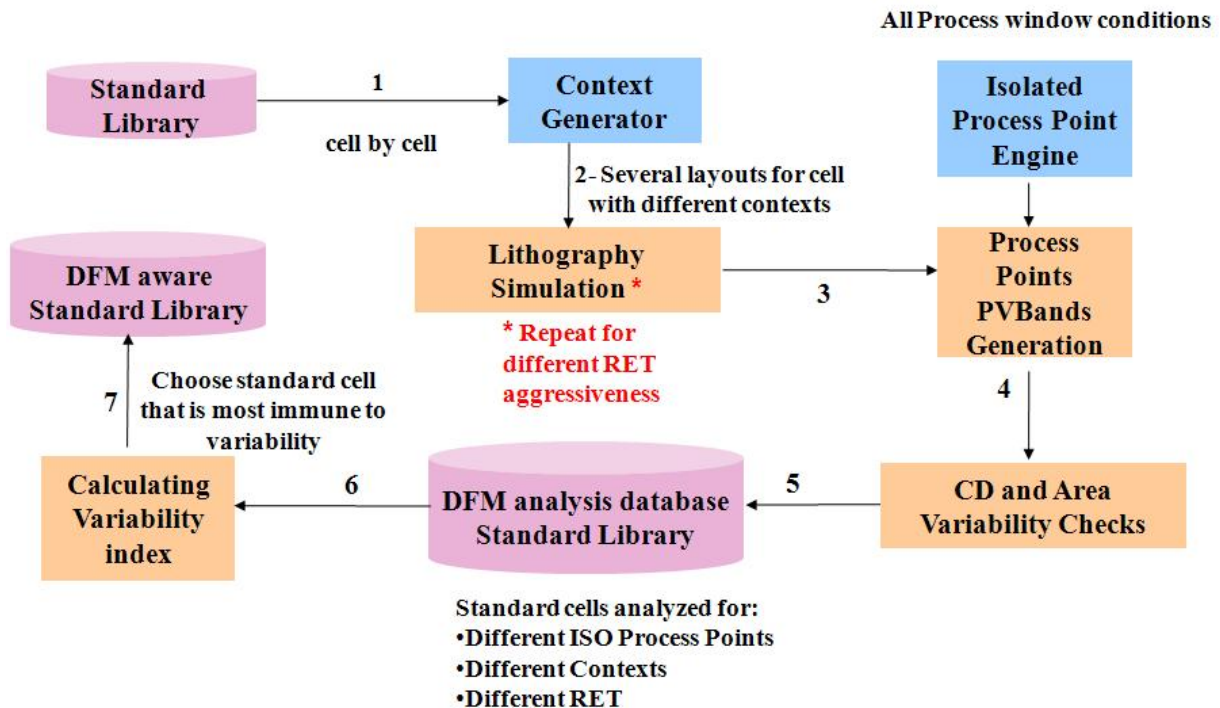 All Process window conditions
Standard
Library
1
cell by cell
Context
Generator
Isolated
Process Point
Engine
2- Several layouts for cell
with different contexts
Lithography
Simulation *
* Repeat for
different RET
aggressiveness
3
Process
Points
PVBands
Generation
4
DFM aware
Standard Library
7
Choose standard cell
that is most immune to
variability
Calculating
Variability
index
6
DFM analysis database
Standard Library
5
CD and Area
Variability Checks
Standard cells analyzed for:
•Different ISO Process Points
•Different Contexts
•Different RET